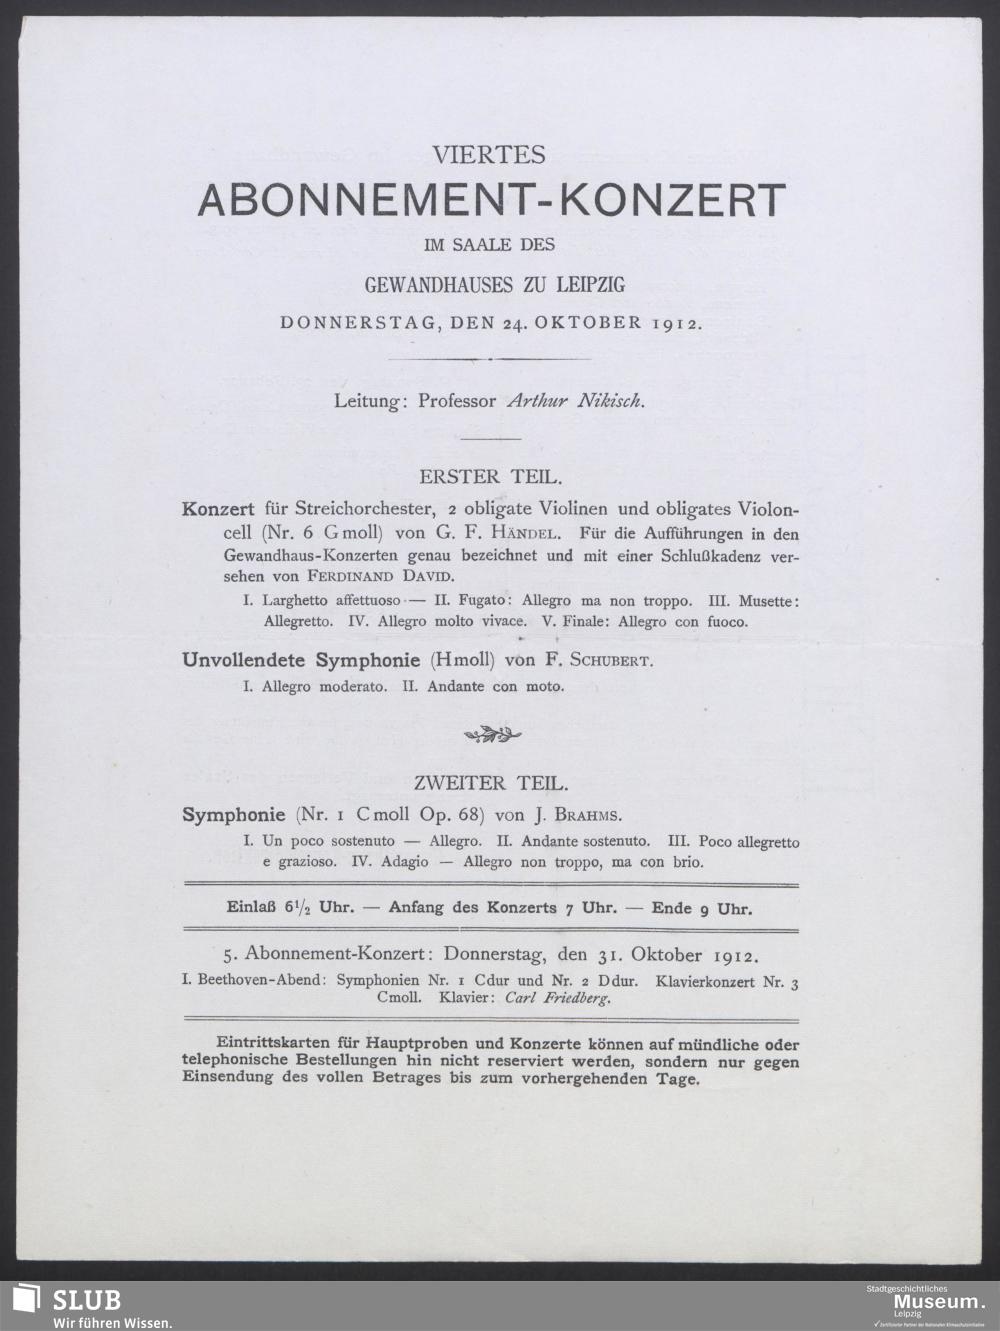 VIERTES
ABONNEMENT-KONZERT
IM SAALE DES
GEWANDHAUSES ZU LEIPZIG
DONNERSTAG, DEN 24. OKTOBER 1912.
Leitung: Professor Arthur Nikisch.
ERSTER TEIL.
Konzert für Streichorchester, 2 obligate Violinen und obligates Violon-
cell (Nr. 6 G moll) von G. F. HÄNDEL. Für die Aufführungen in den
Gewandhaus-Konzerten genau bezeichnet und mit einer Schlußkadenz ver-
sehen von FERDINAND DAVID.
I. Larghetto affettuoso — II. Fugato: Allegro ma non troppo. III. Musette:
Allegretto. IV. Allegro molto vivace. V. Finale: Allegro con fuoco.
Unvollendete Symphonie (H moll) von F. SCHUBERT.
I. Allegro moderato. II. Andante con moto.
ZWEITER TEIL.
Symphonie (Nr. 1 C moll Op. 68) von J. BRAHMS.
I. Un poco sostenuto — Allegro. II. Andante sostenuto. III. Poco allegretto
e grazioso. IV. Adagio — Allegro non troppo, ma con brio.
Einlaß 6½ Uhr. — Anfang des Konzerts 7 Uhr. — Ende 9 Uhr.
5. Abonnement-Konzert: Donnerstag, den 31. Oktober 1912.
I. Beethoven-Abend: Symphonien Nr. 1 C dur und Nr. 2 D dur. Klavierkonzert Nr. 3
C moll. Klavier: Carl Friedberg.
Eintrittskarten für Hauptproben und Konzerte können auf mündliche oder
telephonische Bestellungen hin nicht reserviert werden, sondern nur gegen
Einsendung des vollen Betrages bis zum vorhergehenden Tage.
SLUB
Wir führen Wissen.
Stadtgeschichtliches
Museum.
Leipzig
Zertifizierter Partner der Nationalen Klimaschutzinitiative